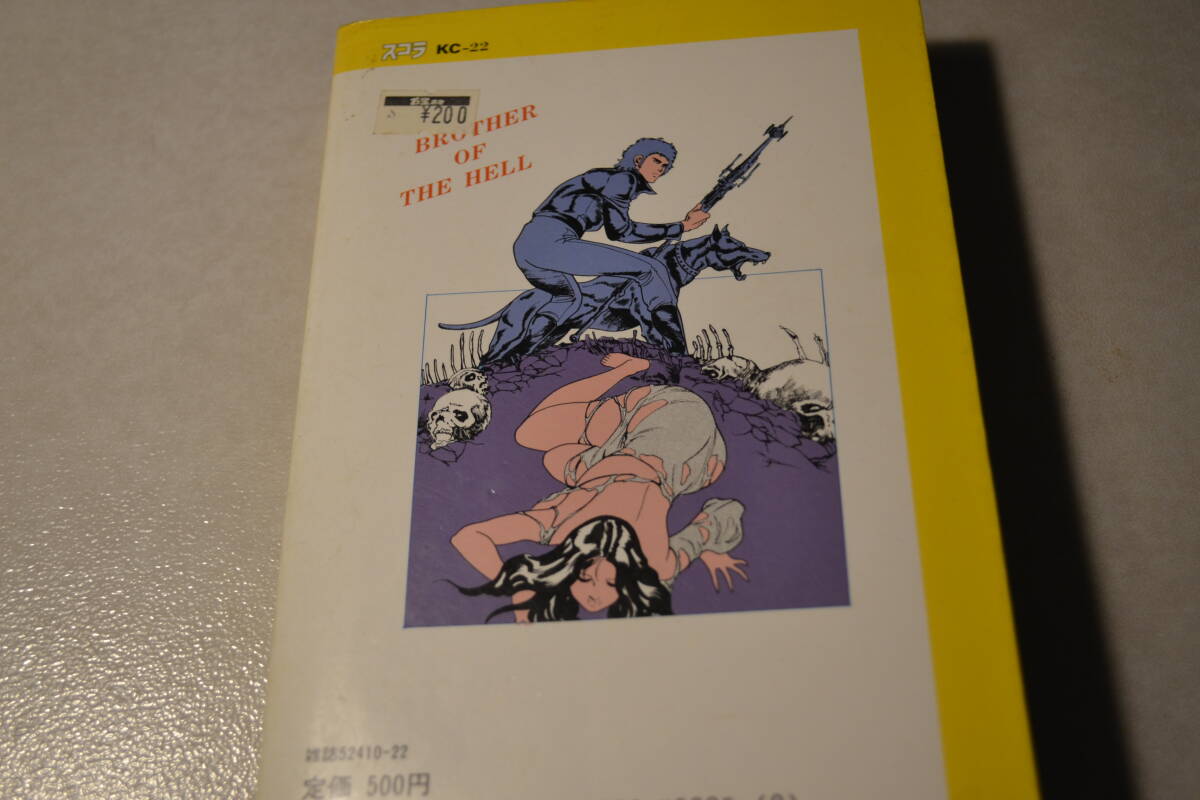 スコラ KC-22
¥200
BROTHER
OF
THE HELL
雑誌52410-22
定価 500円